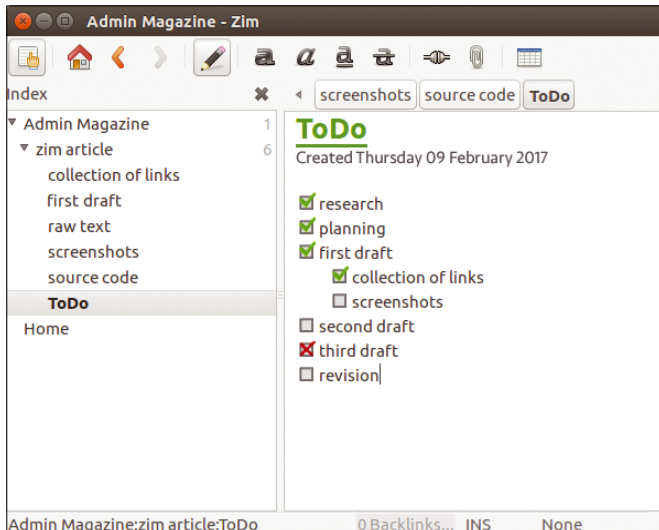 Admin Magazine - Zim
a a a a
Index
screenshots source code ToDo
Admin Magazine 1
zim article 6
collection of links
first draft
raw text
screenshots
source code
ToDo
Home
ToDo
Created Thursday 09 February 2017
research
planning
first draft
collection of links
screenshots
second draft
third draft
revision
Admin Magazine:zim article:ToDo 0 Backlinks... INS None